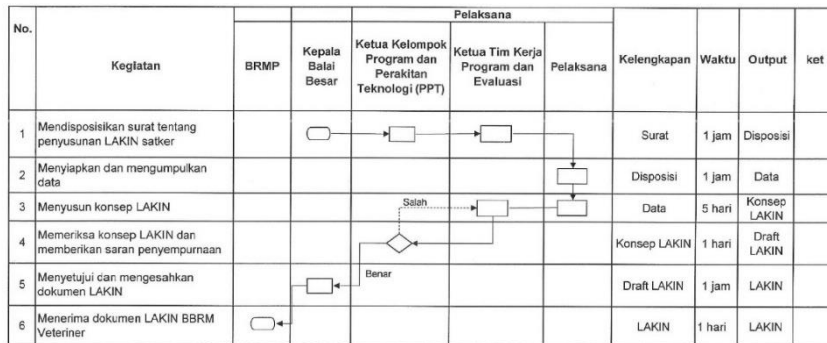 Pelaksana
No.
Kegiatan
BRMP
Kepala
Balai
Besar
Ketua Kelompok
Program dan
Perakitan
Teknologi (PPT)
Ketua Tim Kerja
Program dan
Evaluasi
Pelaksana
Kelengkapan
Waktu
Output
ket
1
Mendisposisikan surat tentang
penyusunan LAKIN satker
Surat
1 jam
Disposisi
2
Menyiapkan dan mengumpulkan
data
Disposisi
1 jam
Data
3
Menyusun konsep LAKIN
Salah
Data
5 hari
Konsep
LAKIN
4
Memeriksa konsep LAKIN dan
memberikan saran penyempurnaan
Konsep LAKIN
1 hari
Draft
LAKIN
Benar
5
Menyetujui dan mengesahkan
dokumen LAKIN
Draft LAKIN
1 jam
LAKIN
6
Menerima dokumen LAKIN BBRM
Veteriner
LAKIN
1 hari
LAKIN